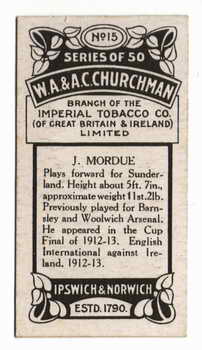 No 15
SERIES OF 50
W.A. & A.C. CHURCHMAN
BRANCH OF THE
IMPERIAL TOBACCO CO.
(OF GREAT BRITAIN & IRELAND)
LIMITED
J. MORDUE
Plays forward for Sunder-
land. Height about 5ft. 7in.,
approximate weight 11st. 2lb.
Previously played for Barn-
sley and Woolwich Arsenal.
He appeared in the Cup
Final of 1912-13. English
International against Ire-
land, 1912-13.
IPSWICH & NORWICH
ESTD. 1790.